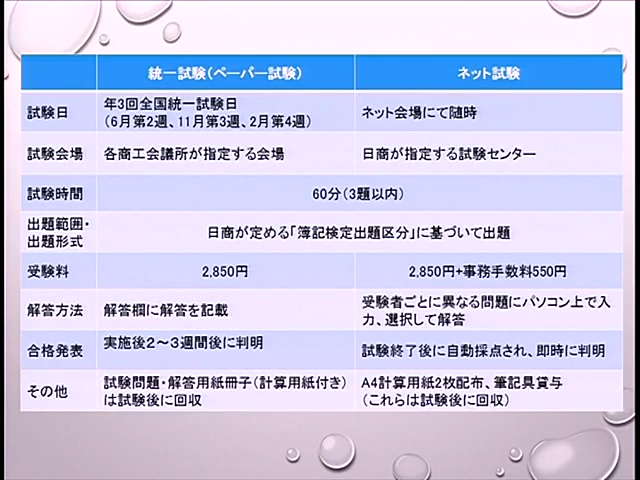 統一試験(ペーパー試験) ネット試験
試験日 年3回全国統一試験日
(6月第2週、11月第3週、2月第4週) ネット会場にて随時
試験会場 各商工会議所が指定する会場 日商が指定する試験センター
試験時間 60分(3題以内)
出題範囲・
出題形式 日商が定める「簿記検定出題区分」に基づいて出題
受験料 2,850円 2,850円+事務手数料550円
解答方法 解答欄に解答を記載 受験者ごとに異なる問題にパソコン上で入
力、選択して解答
合格発表 実施後2~3週間後に判明 試験終了後に自動採点され、即時に判明
その他 試験問題・解答用紙冊子(計算用紙付き)
は試験後に回収 A4計算用紙2枚配布、筆記具貸与
(これらは試験後に回収)